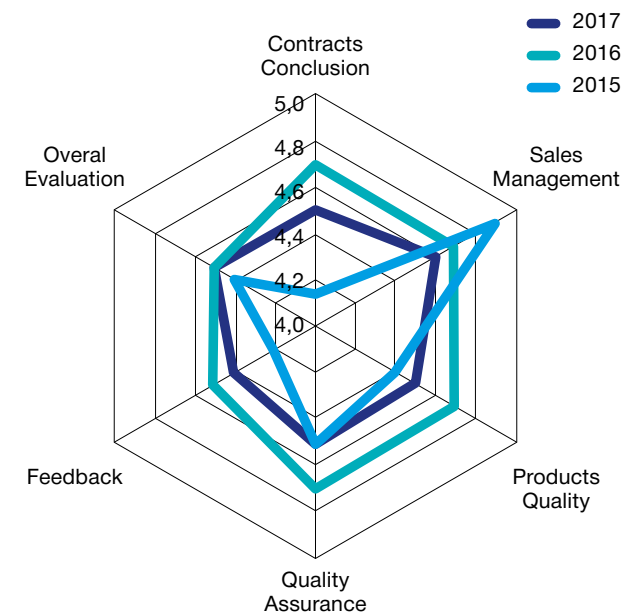 2017
2016
2015
Contracts
Conclusion
5,0
4,8
4,6
4,4
4,2
4,0
Overal
Evaluation
Sales
Management
Feedback
Products
Quality
Quality
Assurance